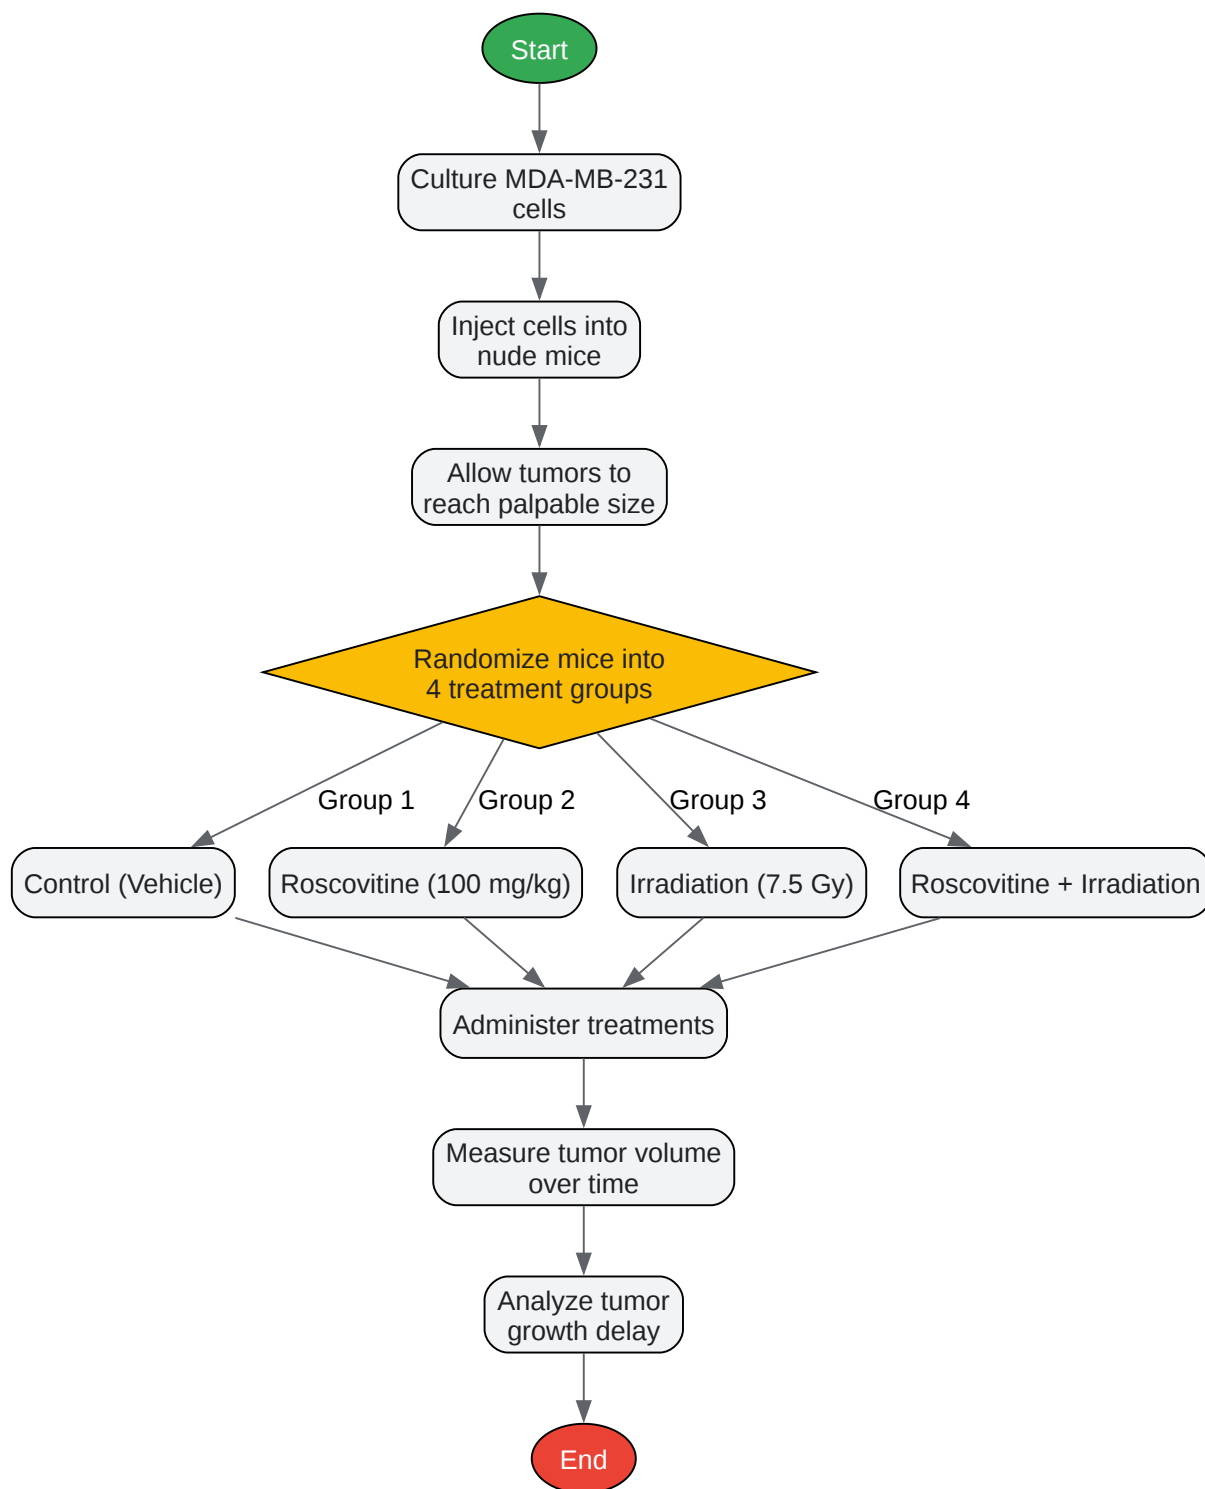 Start
Culture MDA-MB-231
cells
Inject cells into
nude mice
Allow tumors to
reach palpable size
Randomize mice into
4 treatment groups
Group 1
Group 2
Group 3
Group 4
Control (Vehicle)
Roscovitine (100 mg/kg)
Irradiation (7.5 Gy)
Roscovitine + Irradiation
Administer treatments
Measure tumor volume
over time
Analyze tumor
growth delay
End